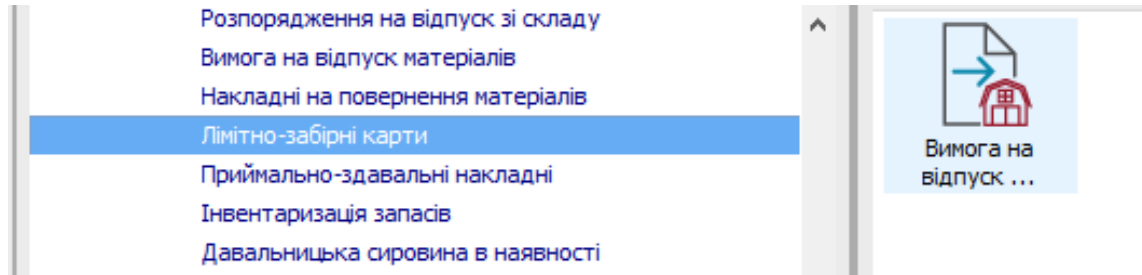 Розпорядження на відпуск зі складу
Вимога на відпуск матеріалів
Накладні на повернення матеріалів
Лімітно-забірні карти
Приймально-здавальні накладні
Інвентаризація запасів
Давальницька сировина в наявності
Вимога на
відпуск ...